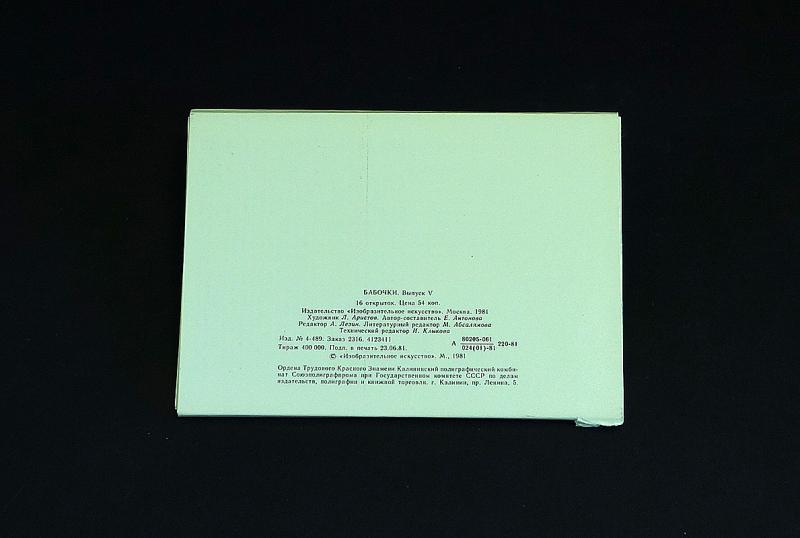 БАБОЧКИ. Выпуск V
16 открыток. Цена 54 коп.
Издательство «Изобразительное искусство». Москва. 1981
Художник Л. Аристов. Автор-составитель Е. Антонова
Редактор А. Лезин. Литературный редактор М. Абсалямова
Технический редактор И. Клыкова
Изд. № 4-489. Заказ 2316. 4123411
Тираж 400 000. Подп. в печать 23.06.81.
А 80205-061
024(01)-81 220-81
© «Изобразительное искусство». М., 1981
Ордена Трудового Красного Знамени Калининский полиграфический комби-
нат Союзполиграфпрома при Государственном комитете СССР по делам
издательств, полиграфии и книжной торговли. г. Калинин, пр. Ленина, 5.